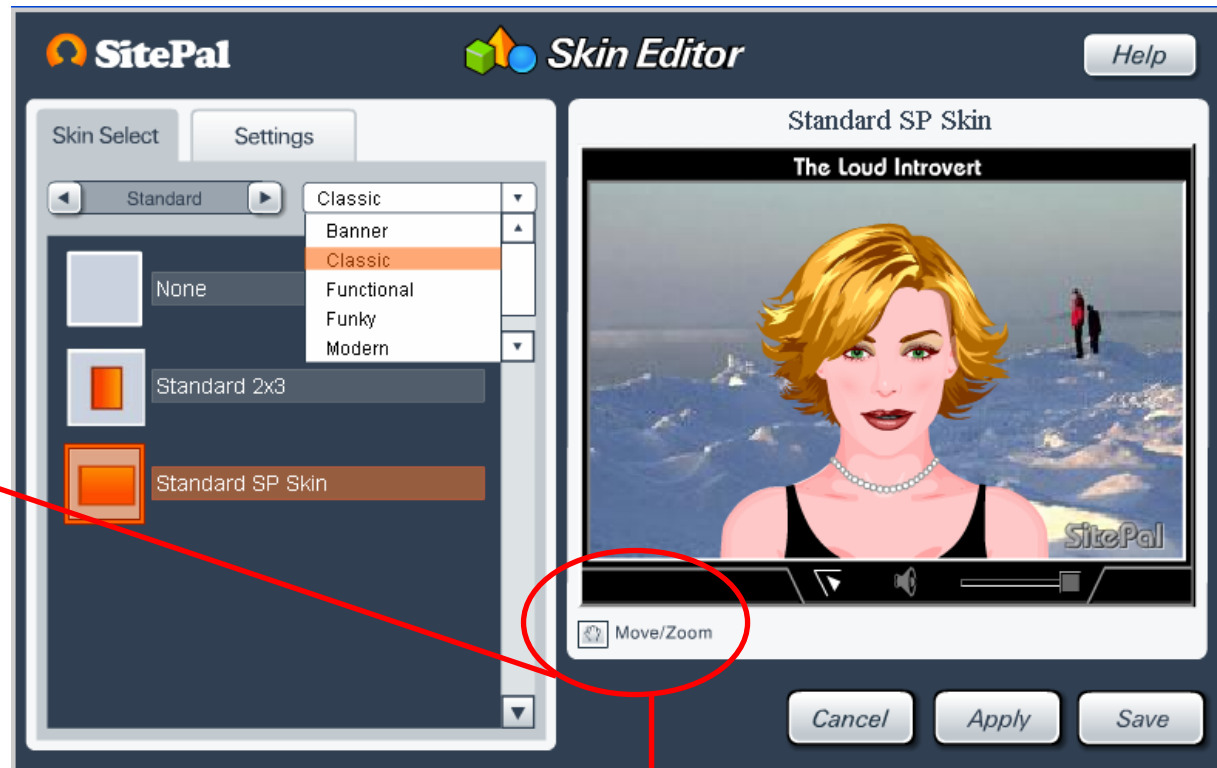 SitePal
Skin Editor
Help
Skin Select
Settings
Standard
Classic
Banner
Classic
Functional
Funky
Modern
None
Standard 2x3
Standard SP Skin
Standard SP Skin
The Loud Introvert
SitePal
Move/Zoom
Cancel
Apply
Save